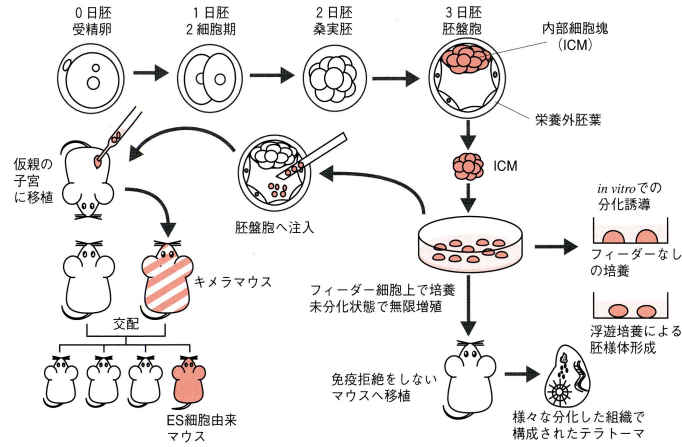 0日胚
受精卵
1日胚
2細胞期
2日胚
桑実胚
3日胚
胚盤胞
内部細胞塊
（ICM）
栄養外胚葉
ICM
仮親の
子宮
に移植
胚盤胞へ注入
in vitroでの
分化誘導
フィーダーなし
の培養
キメラマウス
フィーダー細胞上で培養
未分化状態で無限増殖
浮遊培養による
胚様体形成
交配
免疫拒絶をしない
マウスへ移植
ES細胞由来
マウス
様々な分化した組織で
構成されたテラトーマ